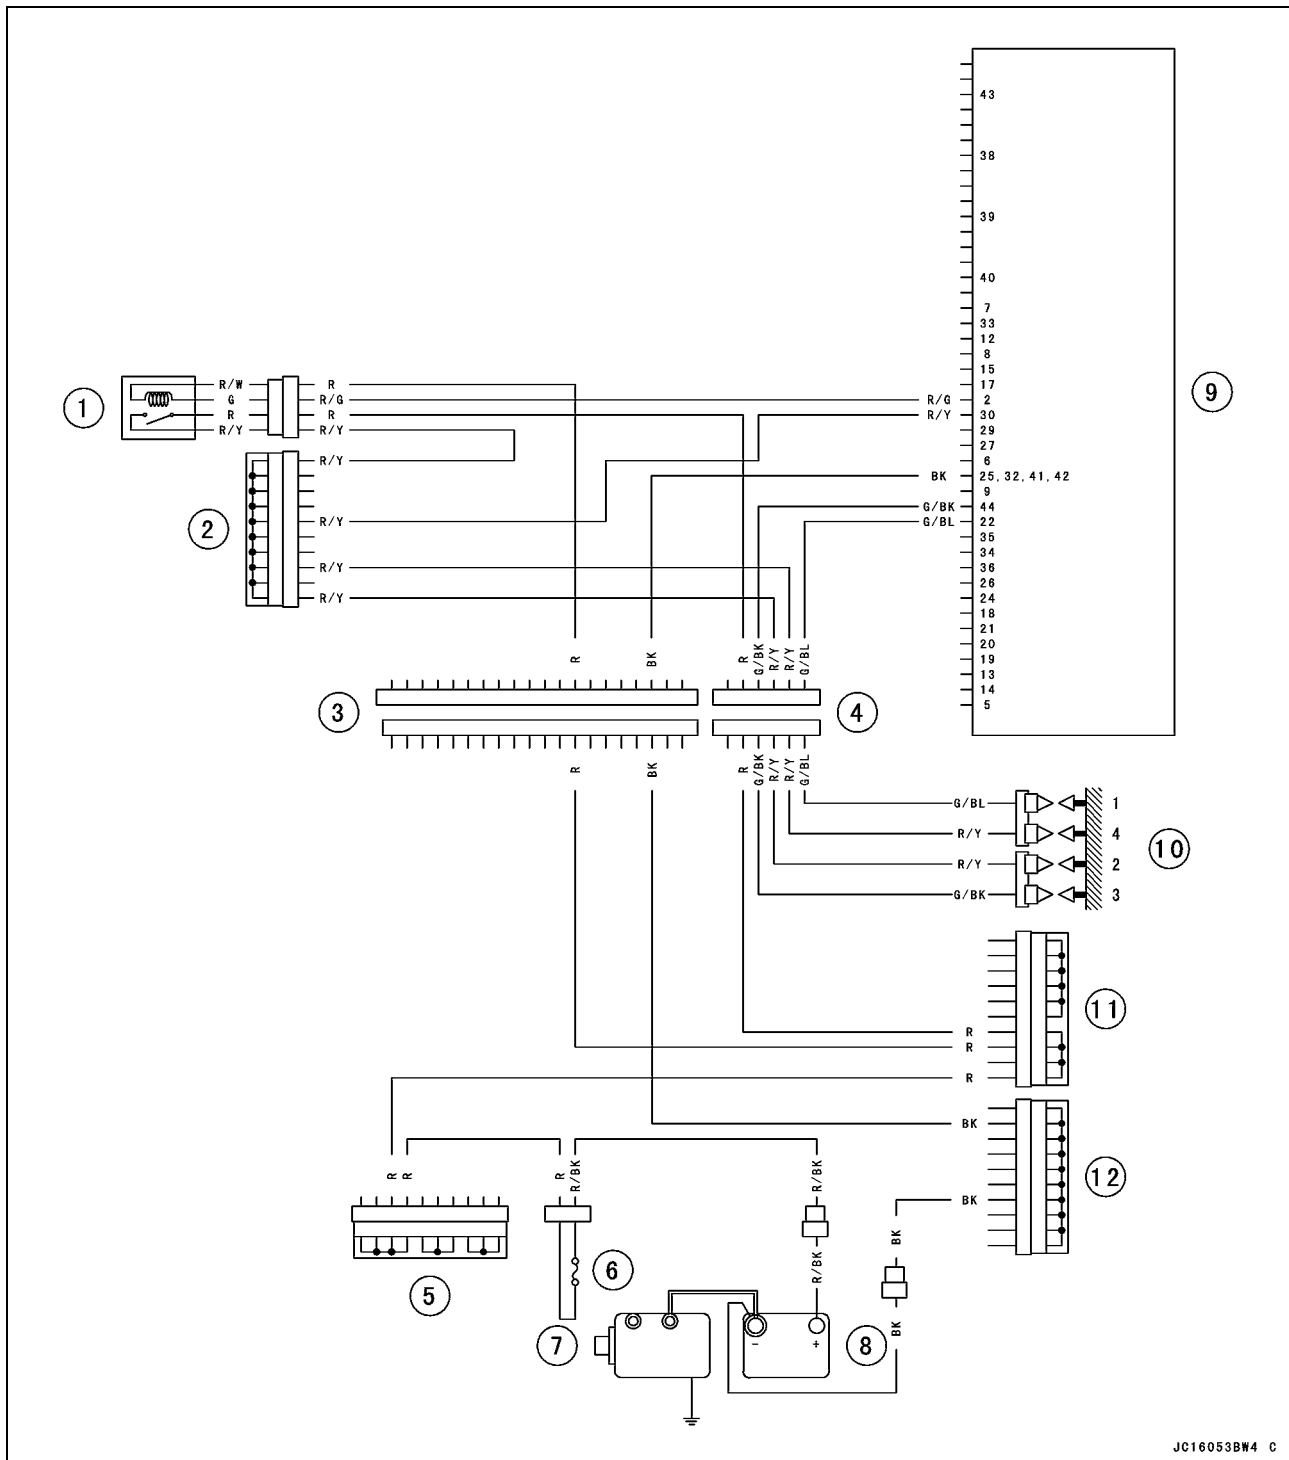 43
38
39
40
7
33
12
8
15
1 R/W R 17 9
G R/G R/G 2
R R R/Y 30
R/Y R/Y 29
27
R/Y 6
BK 25, 32, 41, 42
9
G/BK 44
2 R/Y G/BL 22
35
34
R/Y 36
26
R/Y 24
18
21
20
R BK R G/BK R/Y R/Y G/BL 19
13
14
3 4 5
R BK R G/BK R/Y R/Y G/BL
G/BL 1
R/Y 4
10
R/Y 2
G/BK 3
11
R
R
R
BK
R R R R/BK R/BK 12
BK
BK
R/BK
6
5
BK
7 - + 8
JC16053BW4 C